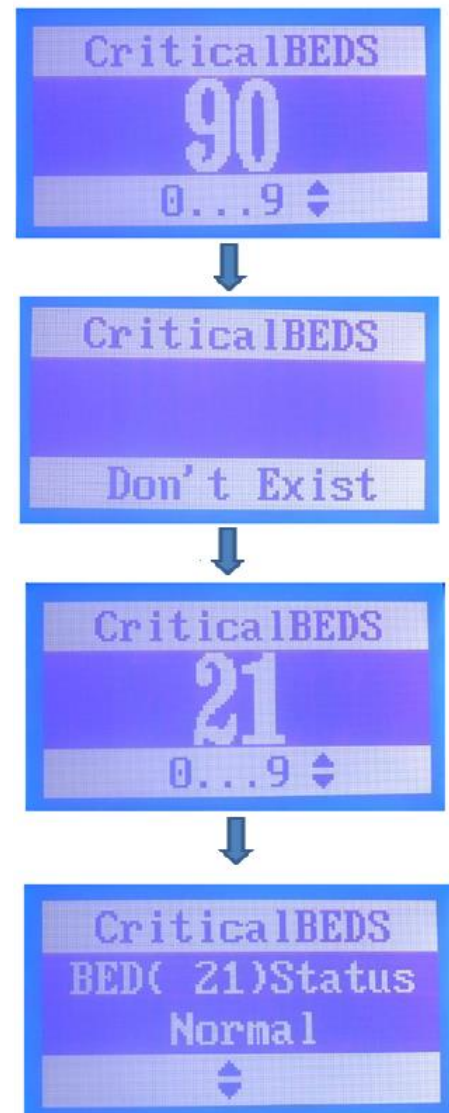 CriticalBEDS
90
0...9
CriticalBEDS
Don't Exist
CriticalBEDS
21
0...9
CriticalBEDS
BED( 21)Status
Normal